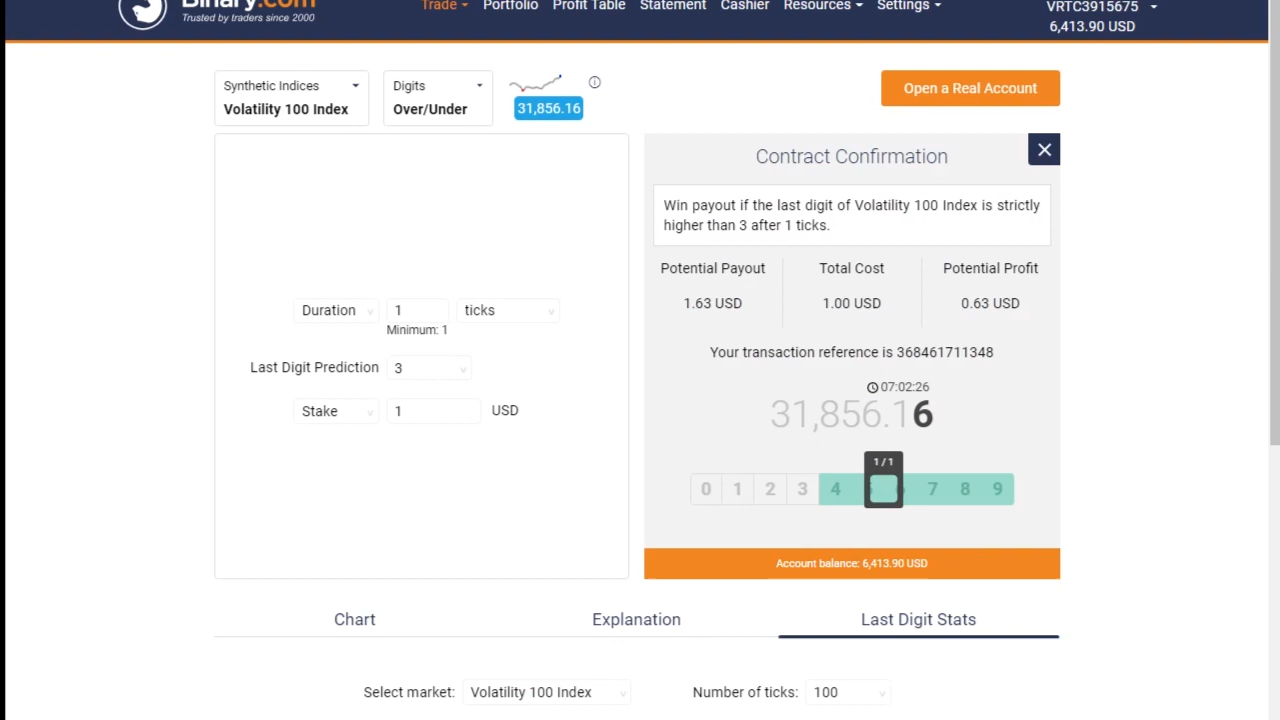 Binary.com
Trusted by traders since 2000
Trade Portfolio Profit Table Statement Cashier Resources Settings
VRTC3915675
6,413.90 USD
Synthetic Indices
Volatility 100 Index
Digits
Over/Under
31,856.16
Open a Real Account
Duration 1 ticks
Minimum: 1
Last Digit Prediction 3
Stake 1 USD
Contract Confirmation
Win payout if the last digit of Volatility 100 Index is strictly
higher than 3 after 1 ticks.
Potential Payout Total Cost Potential Profit
1.63 USD 1.00 USD 0.63 USD
Your transaction reference is 368461711348
07:02:26
31,856.16
1/1
0 1 2 3 4 7 8 9
Account balance: 6,413.90 USD
Chart Explanation Last Digit Stats
Select market: Volatility 100 Index Number of ticks: 100